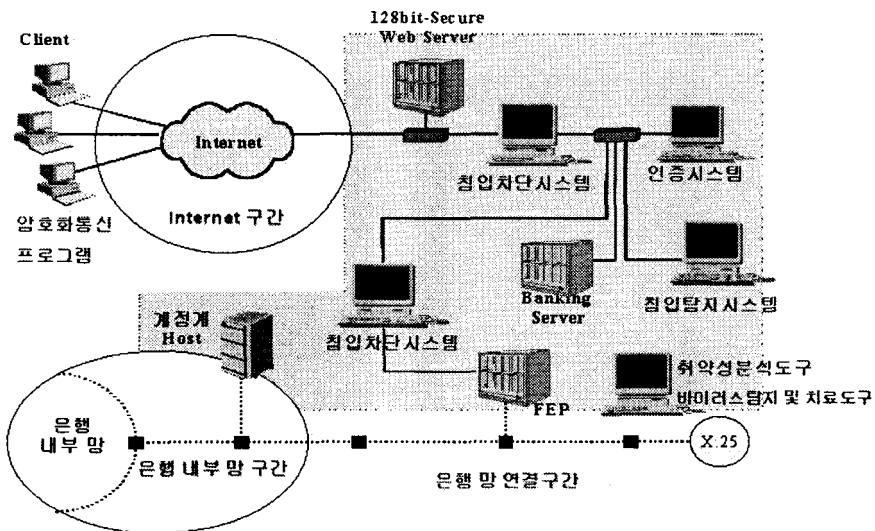 128bit-Secure
Web Server
Client
Internet
Internet 구간
암호화통신
프로그램
침입차단시스템
인증시스템
Banking
Server
침입탐지시스템
계정계
Host
침입차단시스템
FEP
취약성분석도구
바이러스탐지 및 치료도구
은행
내부 망
은행 내부 망 구간
은행 망 연결구간
X.25